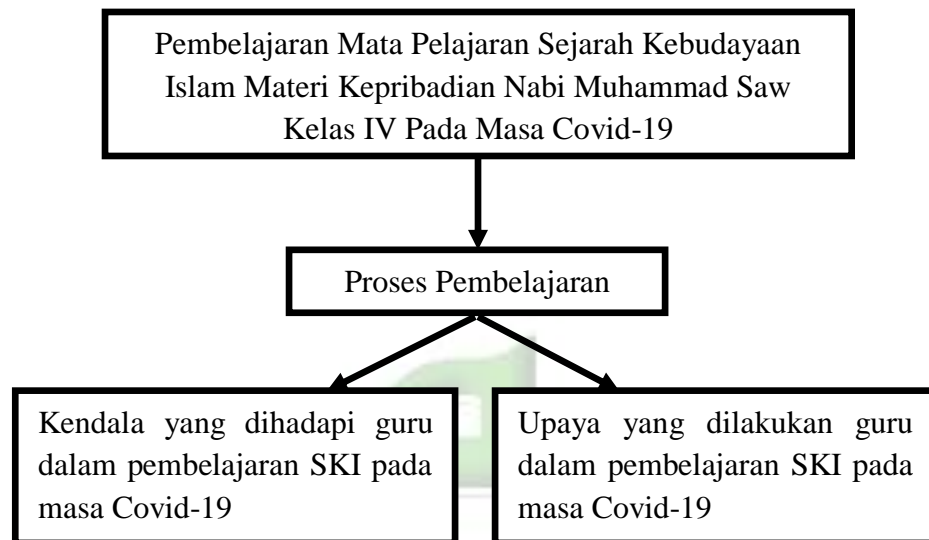 Pembelajaran Mata Pelajaran Sejarah Kebudayaan
Islam Materi Kepribadian Nabi Muhammad Saw
Kelas IV Pada Masa Covid-19
Proses Pembelajaran
Kendala yang dihadapi guru
dalam pembelajaran SKI pada
masa Covid-19
Upaya yang dilakukan guru
dalam pembelajaran SKI pada
masa Covid-19